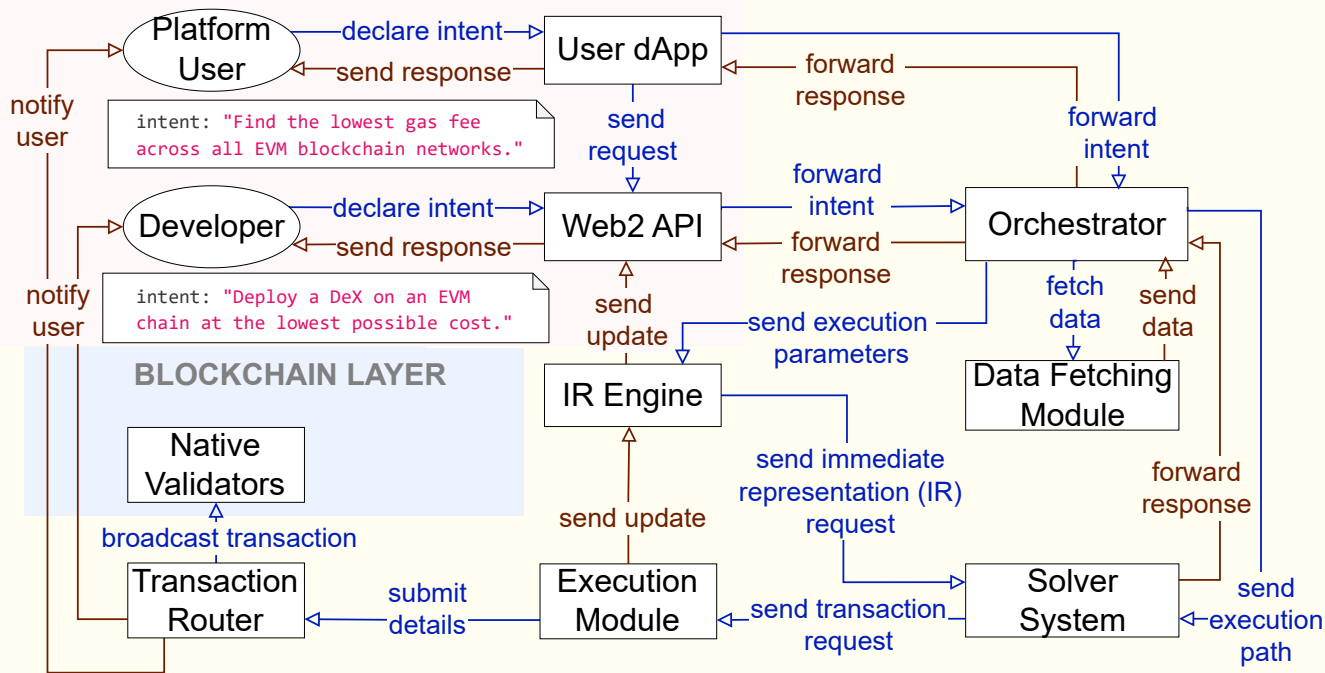 Platform
User
declare intent
send response
User dApp
forward
response
forward
intent
notify
user
intent: "Find the lowest gas fee
across all EVM blockchain networks."
send
request
Developer
declare intent
send response
Web2 API
forward
intent
forward
response
Orchestrator
notify
user
intent: "Deploy a DeX on an EVM
chain at the lowest possible cost."
send
update
send execution
parameters
fetch
data
send
data
BLOCKCHAIN LAYER
IR Engine
Data Fetching
Module
Native
Validators
send immediate
representation (IR)
request
forward
response
broadcast transaction
send update
Transaction
Router
submit
details
Execution
Module
send transaction
request
Solver
System
send
execution
path